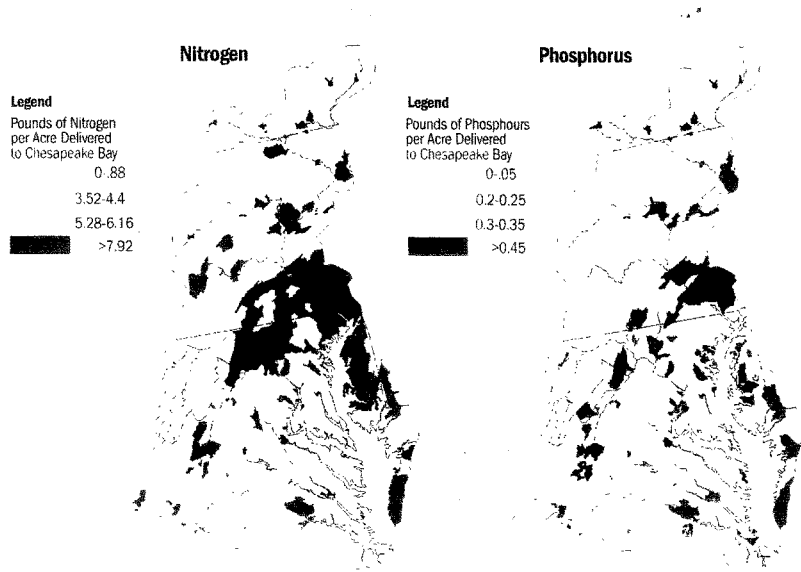 Nitrogen
Legend
Pounds of Nitrogen
per Acre Delivered
to Chesapeake Bay
0-.88
3.52-4.4
5.28-6.16
>7.92
Phosphorus
Legend
Pounds of Phosphours
per Acre Delivered
to Chesapeake Bay
0-.05
0.2-0.25
0.3-0.35
>0.45